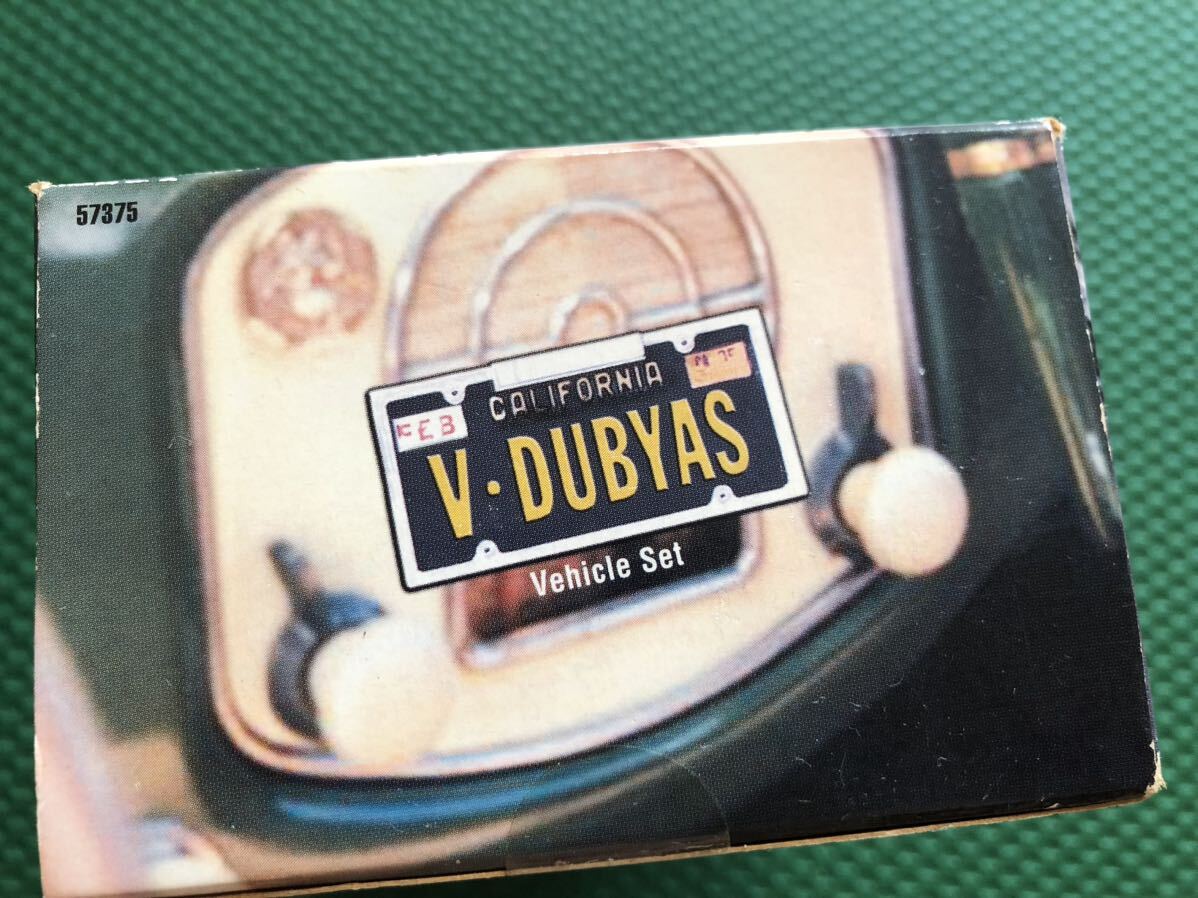 57375
CALIFORNIA
FEB
V·DUBYAS
Vehicle Set